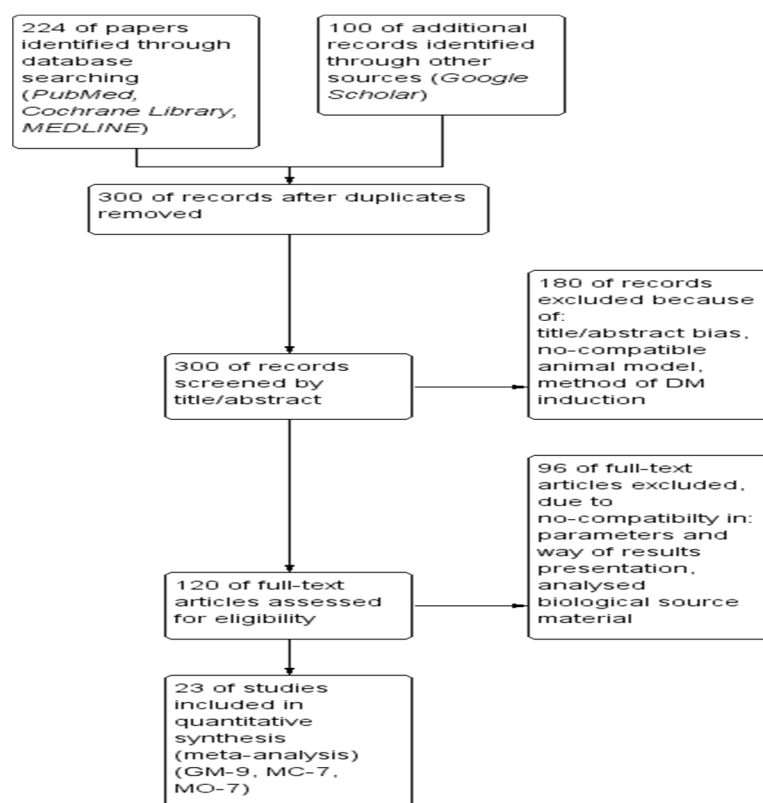 224 of papers
identified through
database
searching
(PubMed,
Cochrane Library,
MEDLINE)
100 of additional
records identified
through other
sources (Google
Scholar)
300 of records after duplicates
removed
300 of records
screened by
title/abstract
180 of records
excluded because
of:
title/abstract bias,
no-compatible
animal model,
method of DM
induction
120 of full-text
articles assessed
for eligibility
96 of full-text
articles excluded,
due to
no-compatibilty in:
parameters and
way of results
presentation,
analysed
biological source
material
23 of studies
included in
quantitative
synthesis
(meta-analysis)
(GM-9, MC-7,
MO-7)